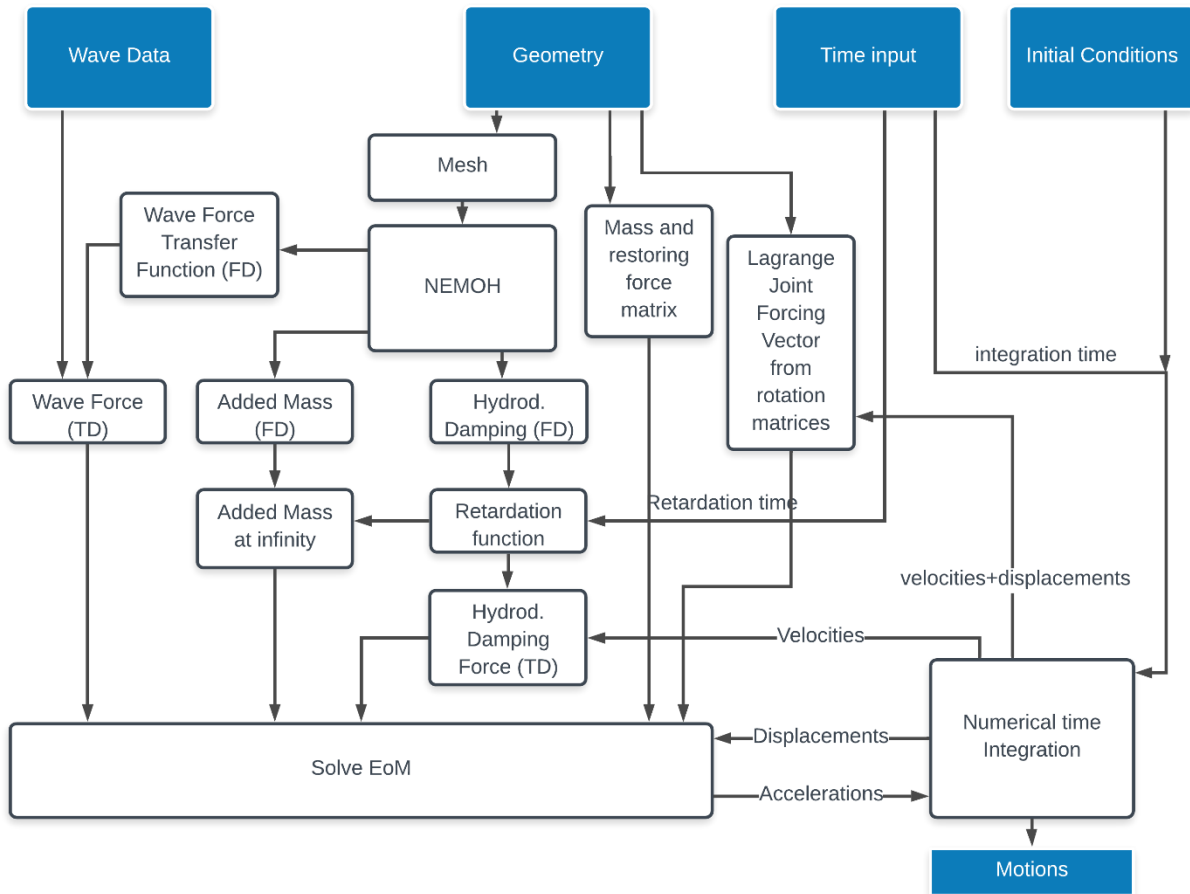 Wave Data
Geometry
Time input
Initial Conditions
Mesh
Wave Force
Transfer
Function (FD)
NEMOH
Mass and
restoring
force
matrix
Lagrange
Joint
Forcing
Vector
from
rotation
matrices
integration time
Wave Force
(TD)
Added Mass
(FD)
Hydrod.
Damping (FD)
Added Mass
at infinity
Retardation
function
Retardation time
velocities+displacements
Hydrod.
Damping
Force (TD)
Velocities
Numerical time
Integration
Displacements
Solve EoM
Accelerations
Motions